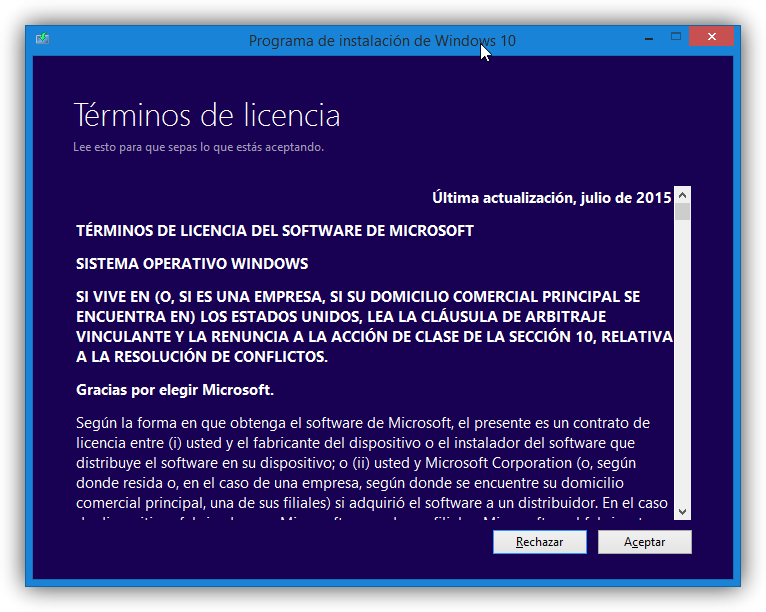 Programa de instalación de Windows 10
Términos de licencia
Lee esto para que sepas lo que estás aceptando.
Última actualización, julio de 2015
TÉRMINOS DE LICENCIA DEL SOFTWARE DE MICROSOFT
SISTEMA OPERATIVO WINDOWS
SI VIVE EN (O, SI ES UNA EMPRESA, SI SU DOMICILIO COMERCIAL PRINCIPAL SE
ENCUENTRA EN) LOS ESTADOS UNIDOS, LEA LA CLÁUSULA DE ARBITRAJE
VINCULANTE Y LA RENUNCIA A LA ACCIÓN DE CLASE DE LA SECCIÓN 10, RELATIVA
A LA RESOLUCIÓN DE CONFLICTOS.
Gracias por elegir Microsoft.
Según la forma en que obtenga el software de Microsoft, el presente es un contrato de
licencia entre (i) usted y el fabricante del dispositivo o el instalador del software que
distribuye el software en su dispositivo; o (ii) usted y Microsoft Corporation (o, según
donde resida o, en el caso de una empresa, según donde se encuentre su domicilio
comercial principal, una de sus filiales) si adquirió el software a un distribuidor. En el caso
Rechazar
Aceptar